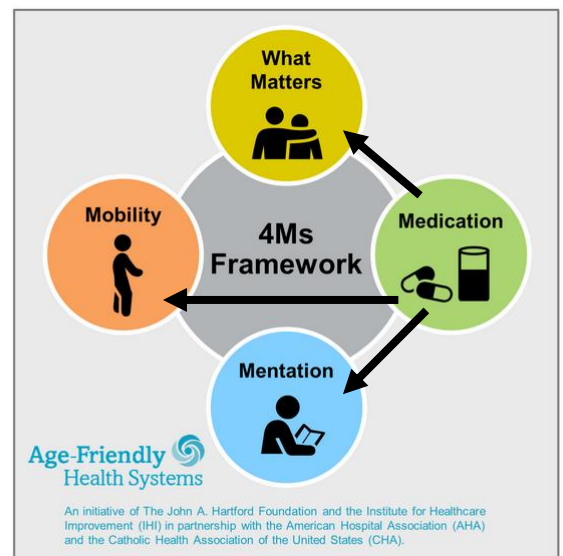 What
Matters
Mobility
Medication
4Ms
Framework
Mentation
Age-Friendly
Health Systems
An initiative of The John A. Hartford Foundation and the Institute for Healthcare
Improvement (IHI) in partnership with the American Hospital Association (AHA)
and the Catholic Health Association of the United States (CHA).